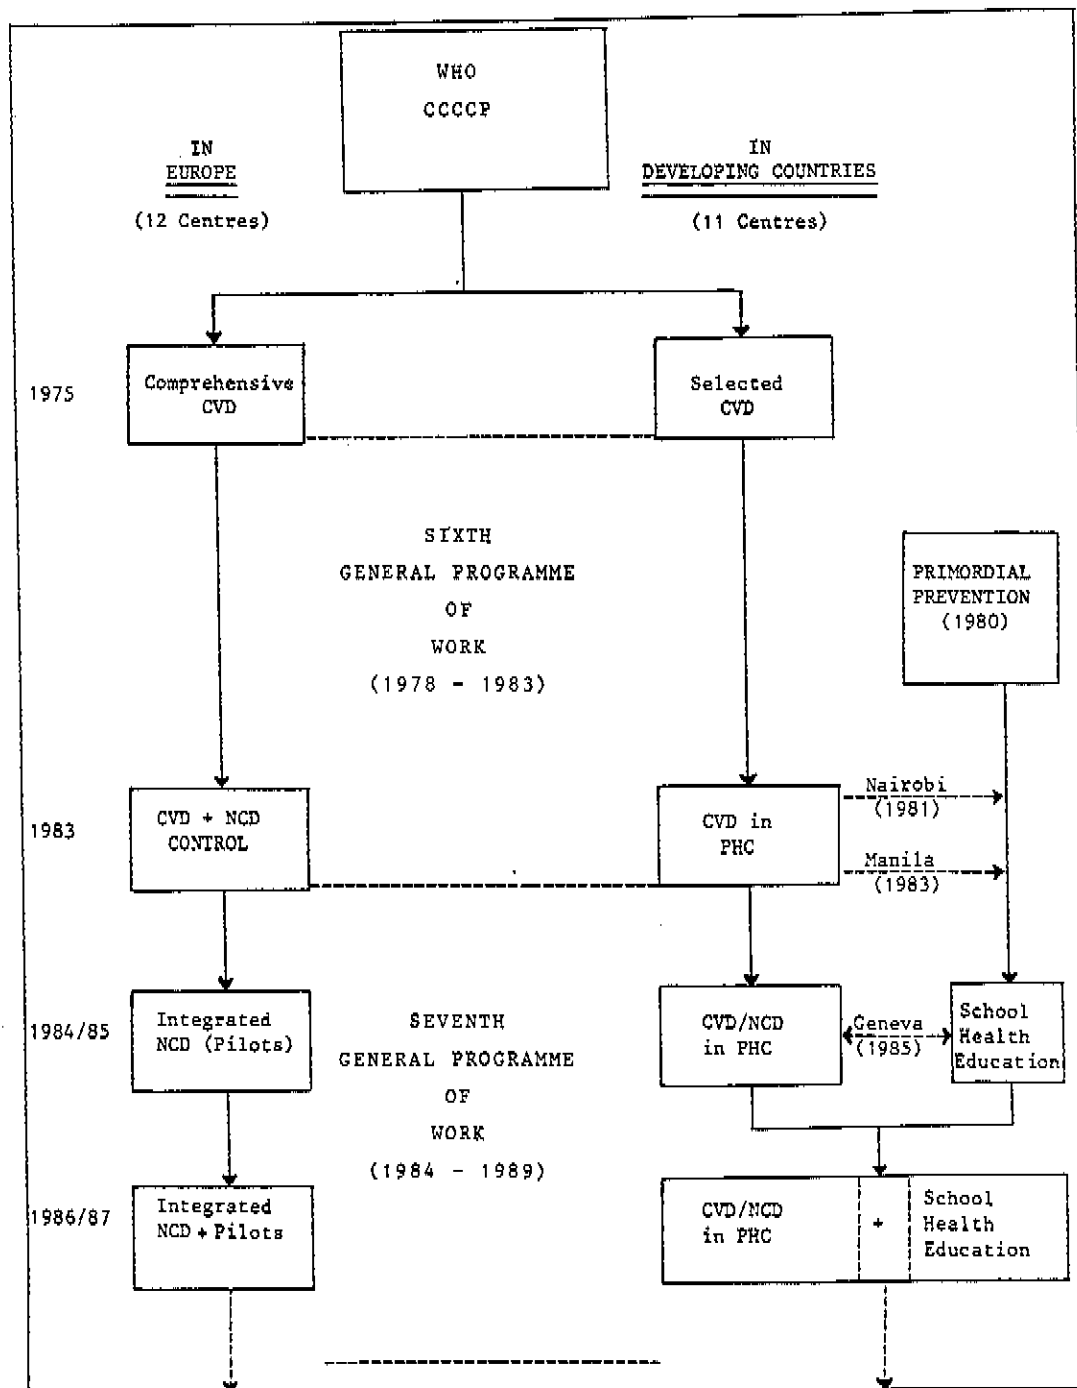 WHO
CCCCP
IN
EUROPE
(12 Centres)
IN
DEVELOPING COUNTRIES
(11 Centres)
1975
Comprehensive
CVD
Selected
CVD
SIXTH
GENERAL PROGRAMME
OF
WORK
(1978 - 1983)
PRIMORDIAL
PREVENTION
(1980)
1983
CVD + NCD
CONTROL
CVD in
PHC
Nairobi
(1981)
Manila
(1983)
1984/85
Integrated
NCD (Pilots)
SEVENTH
GENERAL PROGRAMME
OF
WORK
(1984 - 1989)
CVD/NCD
in PHC
Geneva
(1985)
School
Health
Education
1986/87
Integrated
NCD + Pilots
CVD/NCD
in PHC
+
School
Health
Education